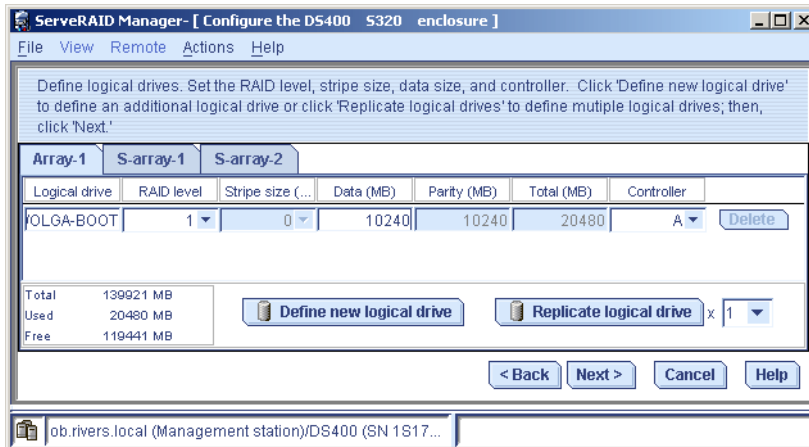 ServeRAID Manager- [ Configure the DS400 5320 enclosure ]
File View Remote Actions Help
Define logical drives. Set the RAID level, stripe size, data size, and controller. Click 'Define new logical drive'
to define an additional logical drive or click 'Replicate logical drives' to define mutiple logical drives; then,
click 'Next.'
Array-1 S-array-1 S-array-2
Logical drive RAID level Stripe size (... Data (MB) Parity (MB) Total (MB) Controller
VOLGA-BOOT 1 0 10240 10240 20480 A Delete
Total 139921 MB
Used 20480 MB
Free 119441 MB
Define new logical drive Replicate logical drive x 1
< Back Next > Cancel Help
ob.rivers.local (Management station)/DS400 (SN 1S17...